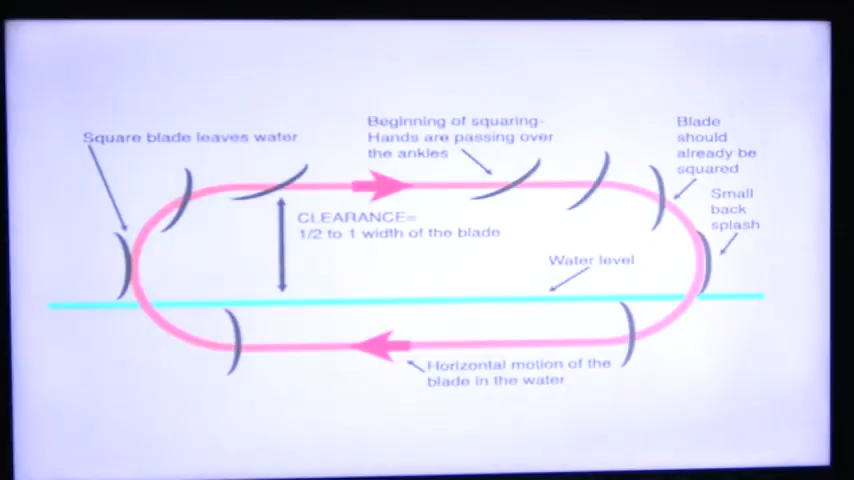 Square blade leaves water
Beginning of squaring-
Hands are passing over
the ankles
Blade
should
already be
squared
Small
back
splash
CLEARANCE=
1/2 to 1 width of the blade
Water level
Horizontal motion of the
blade in the water